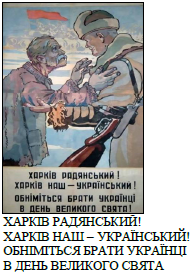 ХАРКІВ РАДЯНСЬКИЙ!
ХАРКІВ НАШ – УКРАЇНСЬКИЙ!
ОБНІМІТЬСЯ БРАТИ УКРАЇНЦІ
В ДЕНЬ ВЕЛИКОГО СВЯТА!
ХАРКІВ РАДЯНСЬКИЙ!
ХАРКІВ НАШ – УКРАЇНСЬКИЙ!
ОБНІМІТЬСЯ БРАТИ УКРАЇНЦІ
В ДЕНЬ ВЕЛИКОГО СВЯТА